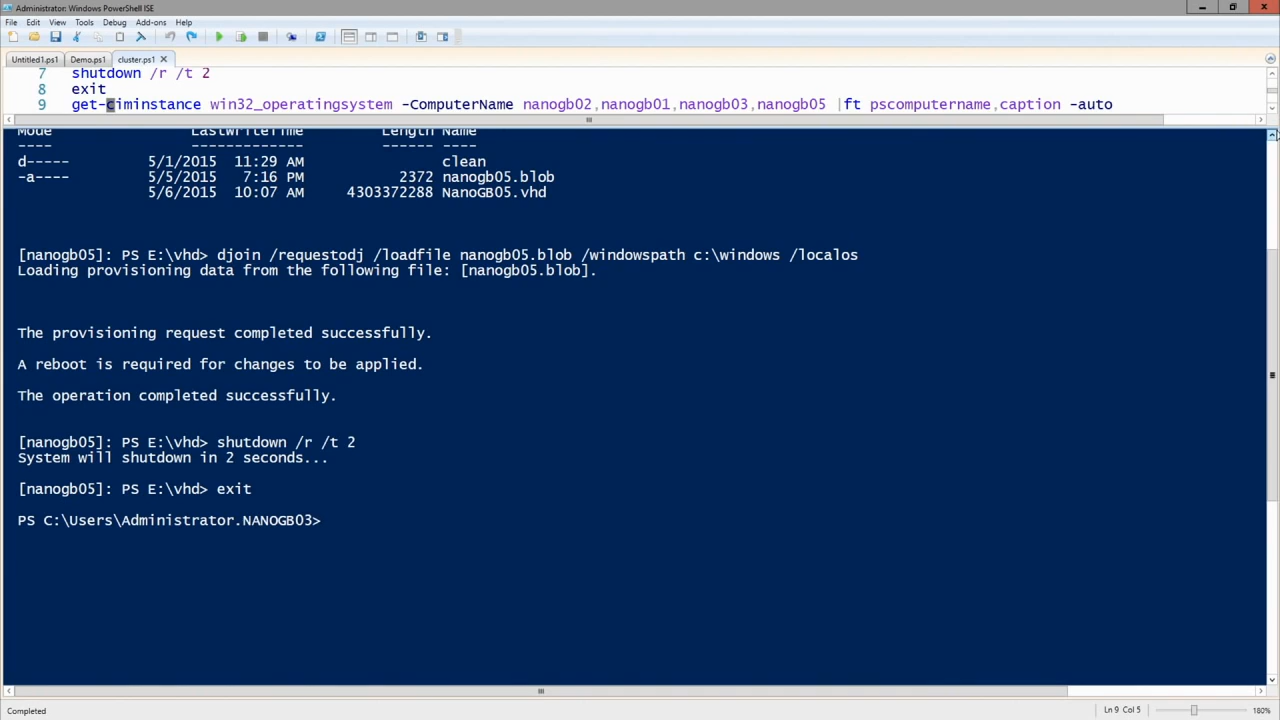 Administrator: Windows PowerShell ISE
File Edit View Tools Debug Add-ons Help
Untitled1.ps1 Demo.ps1 cluster.ps1
7 shutdown /r /t 2
8 exit
9 get-ciminstance win32_operatingsystem -ComputerName nanogb02,nanogb01,nanogb03,nanogb05 |ft pscomputername,caption -auto
Mode LastWriteTime Length Name
---- ------------- ------ ----
d----- 5/1/2015 11:29 AM clean
-a---- 5/5/2015 7:16 PM 2372 nanogb05.blob
5/6/2015 10:07 AM 4303372288 NanoGB05.vhd
[nanogb05]: PS E:\vhd> djoin /requestodj /loadfile nanogb05.blob /windowspath c:\windows /localos
Loading provisioning data from the following file: [nanogb05.blob].
The provisioning request completed successfully.
A reboot is required for changes to be applied.
The operation completed successfully.
[nanogb05]: PS E:\vhd> shutdown /r /t 2
System will shutdown in 2 seconds...
[nanogb05]: PS E:\vhd> exit
PS C:\Users\Administrator.NANOGB03>
Completed Ln 9 Col 5 180%